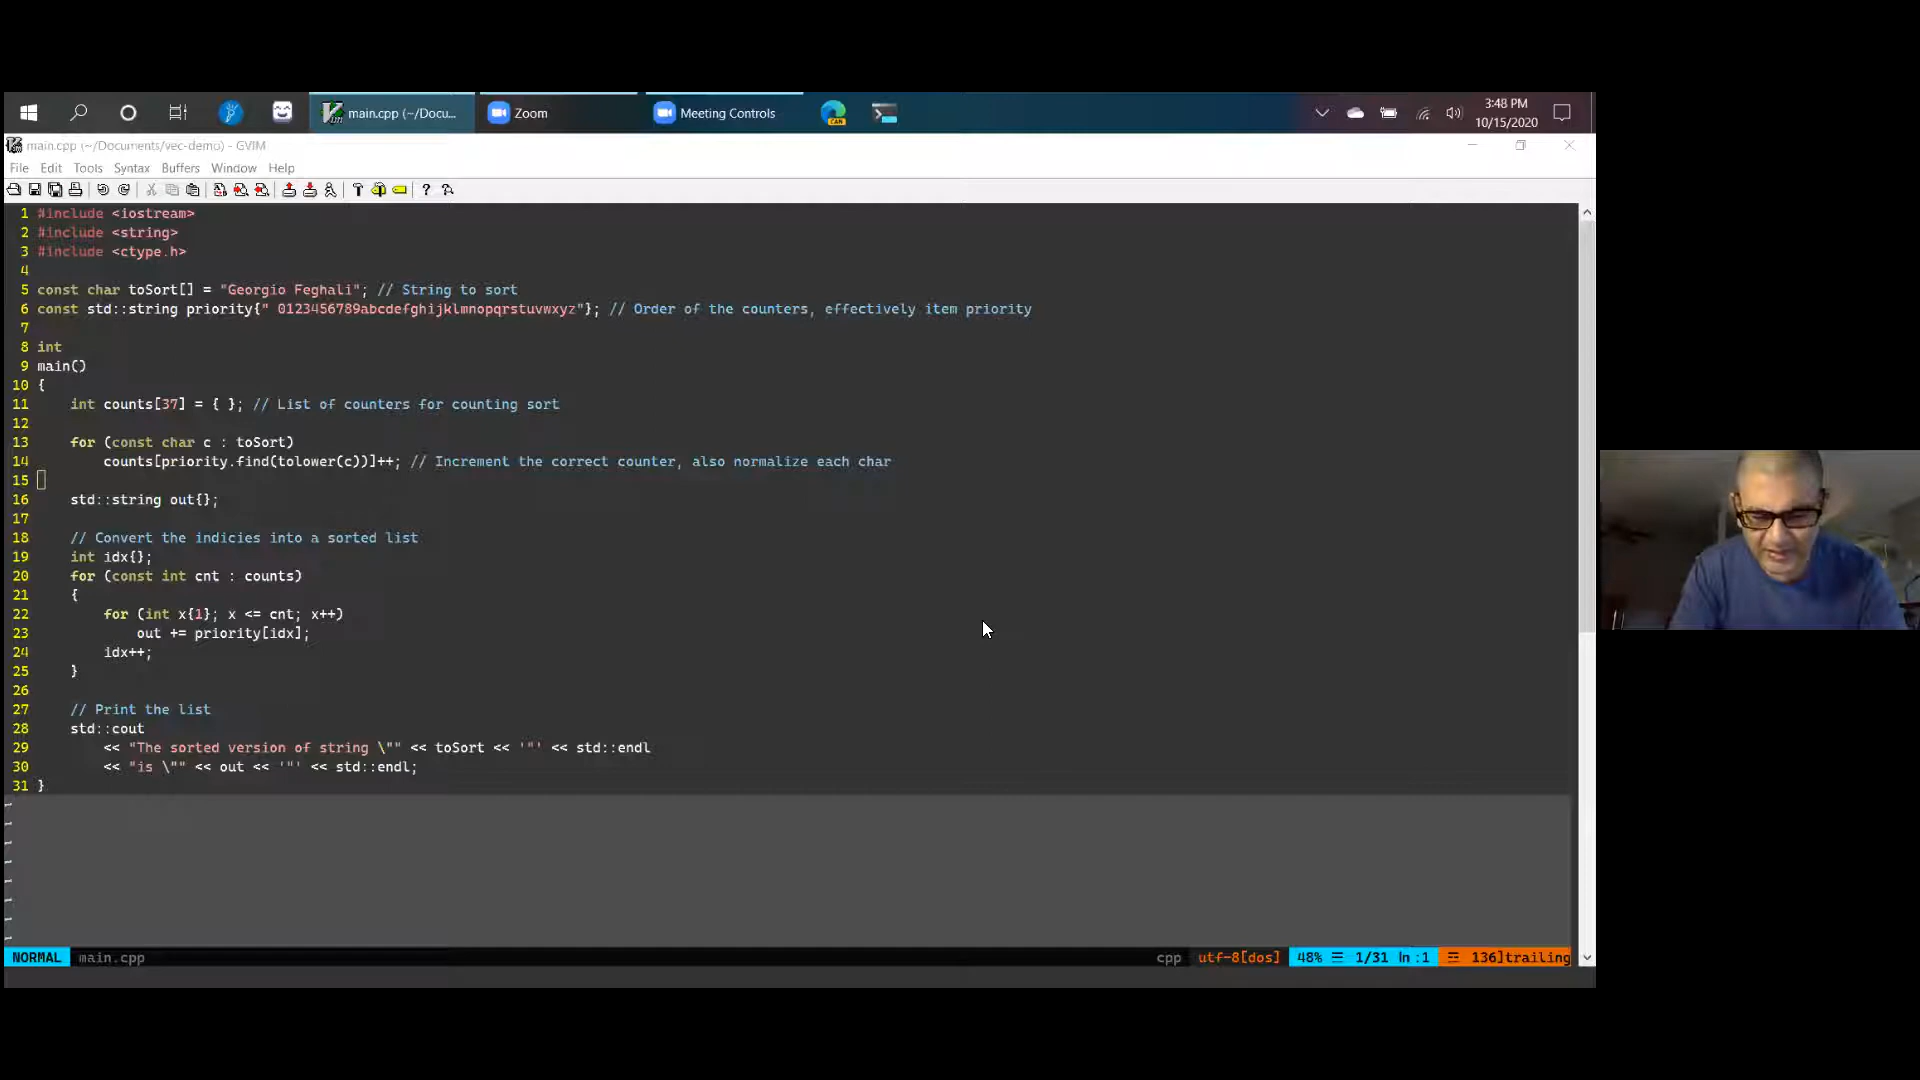 main.cpp (~/Docu...
Zoom
Meeting Controls
CAN
3:48 PM
10/15/2020
main.cpp (~/Documents/vec-demo) - GVIM
File Edit Tools Syntax Buffers Window Help
1 #include <iostream>
2 #include <string>
3 #include <ctype.h>
4
5 const char toSort[] = "Georgio Feghali"; // String to sort
6 const std::string priority{" 0123456789abcdefghijklmnopqrstuvwxyz"}; // Order of the counters, effectively item priority
7
8 int
9 main()
10 {
11     int counts[37] = { }; // List of counters for counting sort
12
13     for (const char c : toSort)
14         counts[priority.find(tolower(c))]++; // Increment the correct counter, also normalize each char
15
16     std::string out{};
17
18     // Convert the indicies into a sorted list
19     int idx{};
20     for (const int cnt : counts)
21     {
22         for (int x{1}; x <= cnt; x++)
23             out += priority[idx];
24         idx++;
25     }
26
27     // Print the list
28     std::cout
29         << "The sorted version of string \"" << toSort << '"' << std::endl
30         << "is \"" << out << '"' << std::endl;
31 }
~
~
~
~
~
~
~
~
NORMAL main.cpp cpp utf-8[dos] 48% ☰ 1/31 ln :1 ☲ 136]trailing